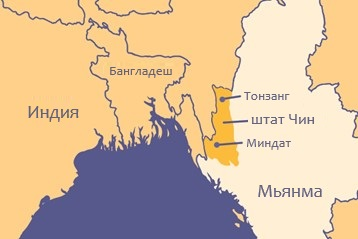 Бангладеш
Тонзанг
Индия
штат Чин
Миндат
Мьянма